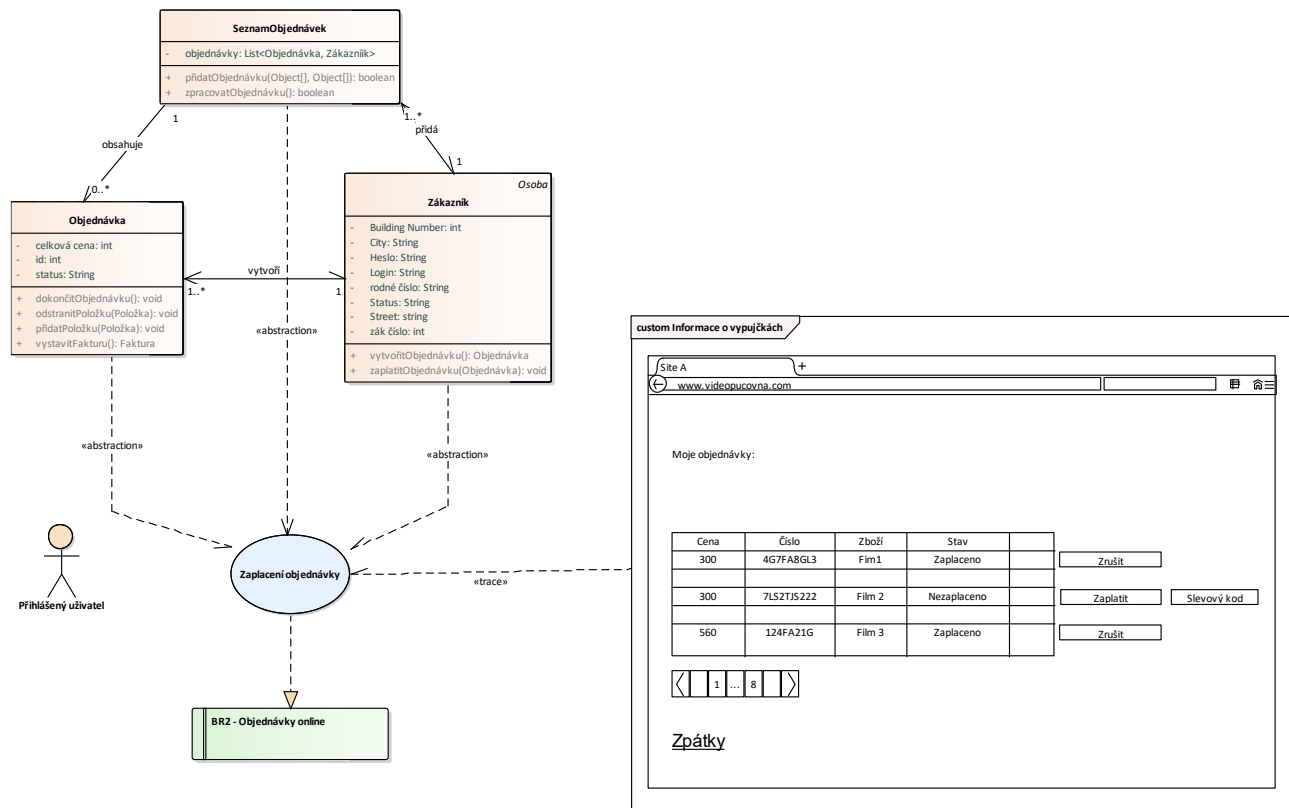 SeznamObjednávek
- objednávky: List<Objednávka, Zákazník>
+ přidatObjednávku(Object[], Object[]): boolean
+ zpracovatObjednávku(): boolean
1
obsahuje
0..*
1..*
přidá
1
Objednávka
- celková cena: int
- id: int
- status: String
+ dokončitObjednávku(): void
+ odstranitPoložku(Položka): void
+ přidatPoložku(Položka): void
+ vystavitFakturu(): Faktura
vytvoří
1..*
1
Osoba
Zákazník
- Building Number: int
- City: String
- Heslo: String
- Login: String
- rodné číslo: String
- Status: String
- Street: string
- zák číslo: int
+ vytvořitObjednávku(): Objednávka
+ zaplatitObjednávku(Objednávka): void
«abstraction»
«abstraction»
«abstraction»
Přihlášený uživatel
Zaplacení objednávky
«trace»
BR2 - Objednávky online
custom Informace o vypujčkách
Site A +
www.videopucovna.com
Moje objednávky:
Cena Číslo Zboží Stav
300 4G7FA8GL3 Fim1 Zaplaceno Zrušit
300 7LS2TJS222 Film 2 Nezaplaceno Zaplatit Slevový kod
560 124FA21G Film 3 Zaplaceno Zrušit
1 ... 8
Zpátky